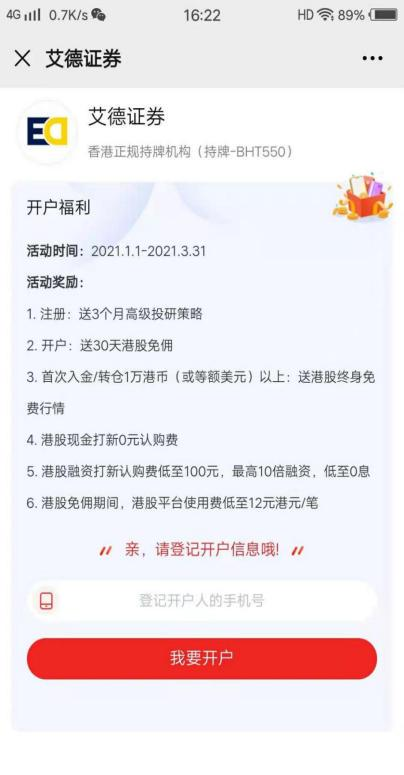 4G 0.7K/s 16:22 HD 89%
艾德证券
ED
艾德证券
香港正规持牌机构（持牌-BHT550）
开户福利
活动时间：2021.1.1-2021.3.31
活动奖励：
1. 注册：送3个月高级投研策略
2. 开户：送30天港股免佣
3. 首次入金/转仓1万港币（或等额美元）以上：送港股终身免
费行情
4. 港股现金打新0元认购费
5. 港股融资打新认购费低至100元，最高10倍融资，低至0息
6. 港股免佣期间，港股平台使用费低至12元港元/笔
亲，请登记开户信息哦!
登记开户人的手机号
我要开户